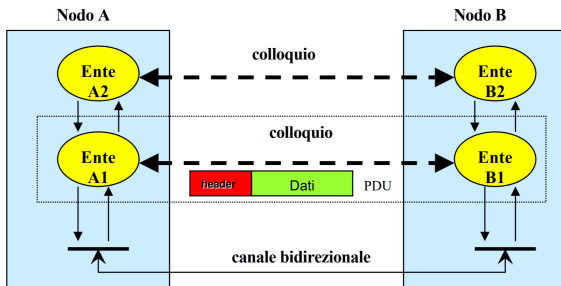 Nodo A
Nodo B
colloquio
Ente
A2
Ente
B2
colloquio
Ente
A1
Ente
B1
header
Dati
PDU
canale bidirezionale